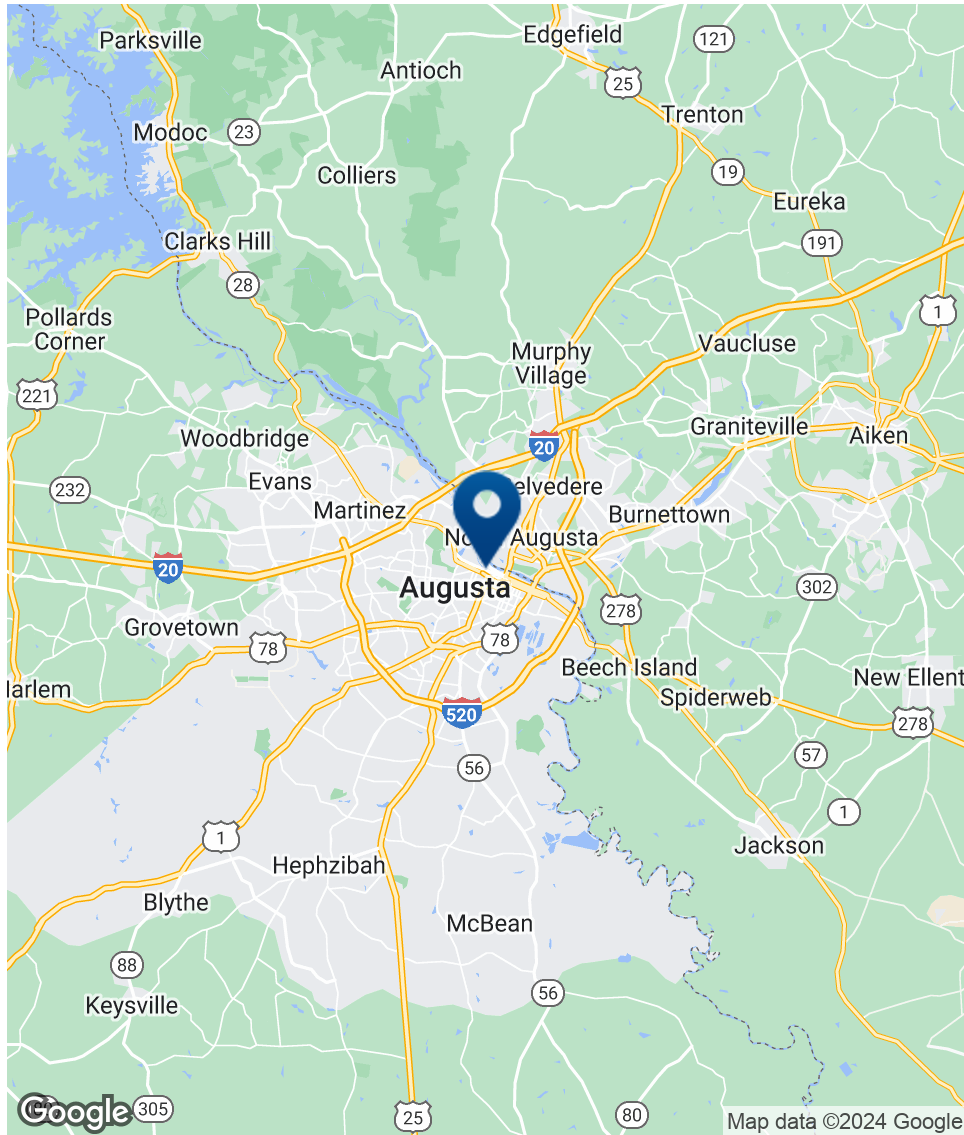 Parksville
Edgefield
121
Antioch
25
Trenton
Modoc
23
Colliers
19
Eureka
Clarks Hill
191
28
1
Pollards
Corner
Vaucluse
Murphy
Village
221
Graniteville
Aiken
Woodbridge
20
Evans
elvedere
232
Martinez
Burnettown
No
Augusta
20
Augusta
302
278
Grovetown
78
78
Beech Island
Harlem
New Ellent
Spiderweb
520
278
56
57
1
1
Jackson
Hephzibah
Blythe
McBean
88
56
Keysville
Google
305
25
80
Map data ©2024 Google